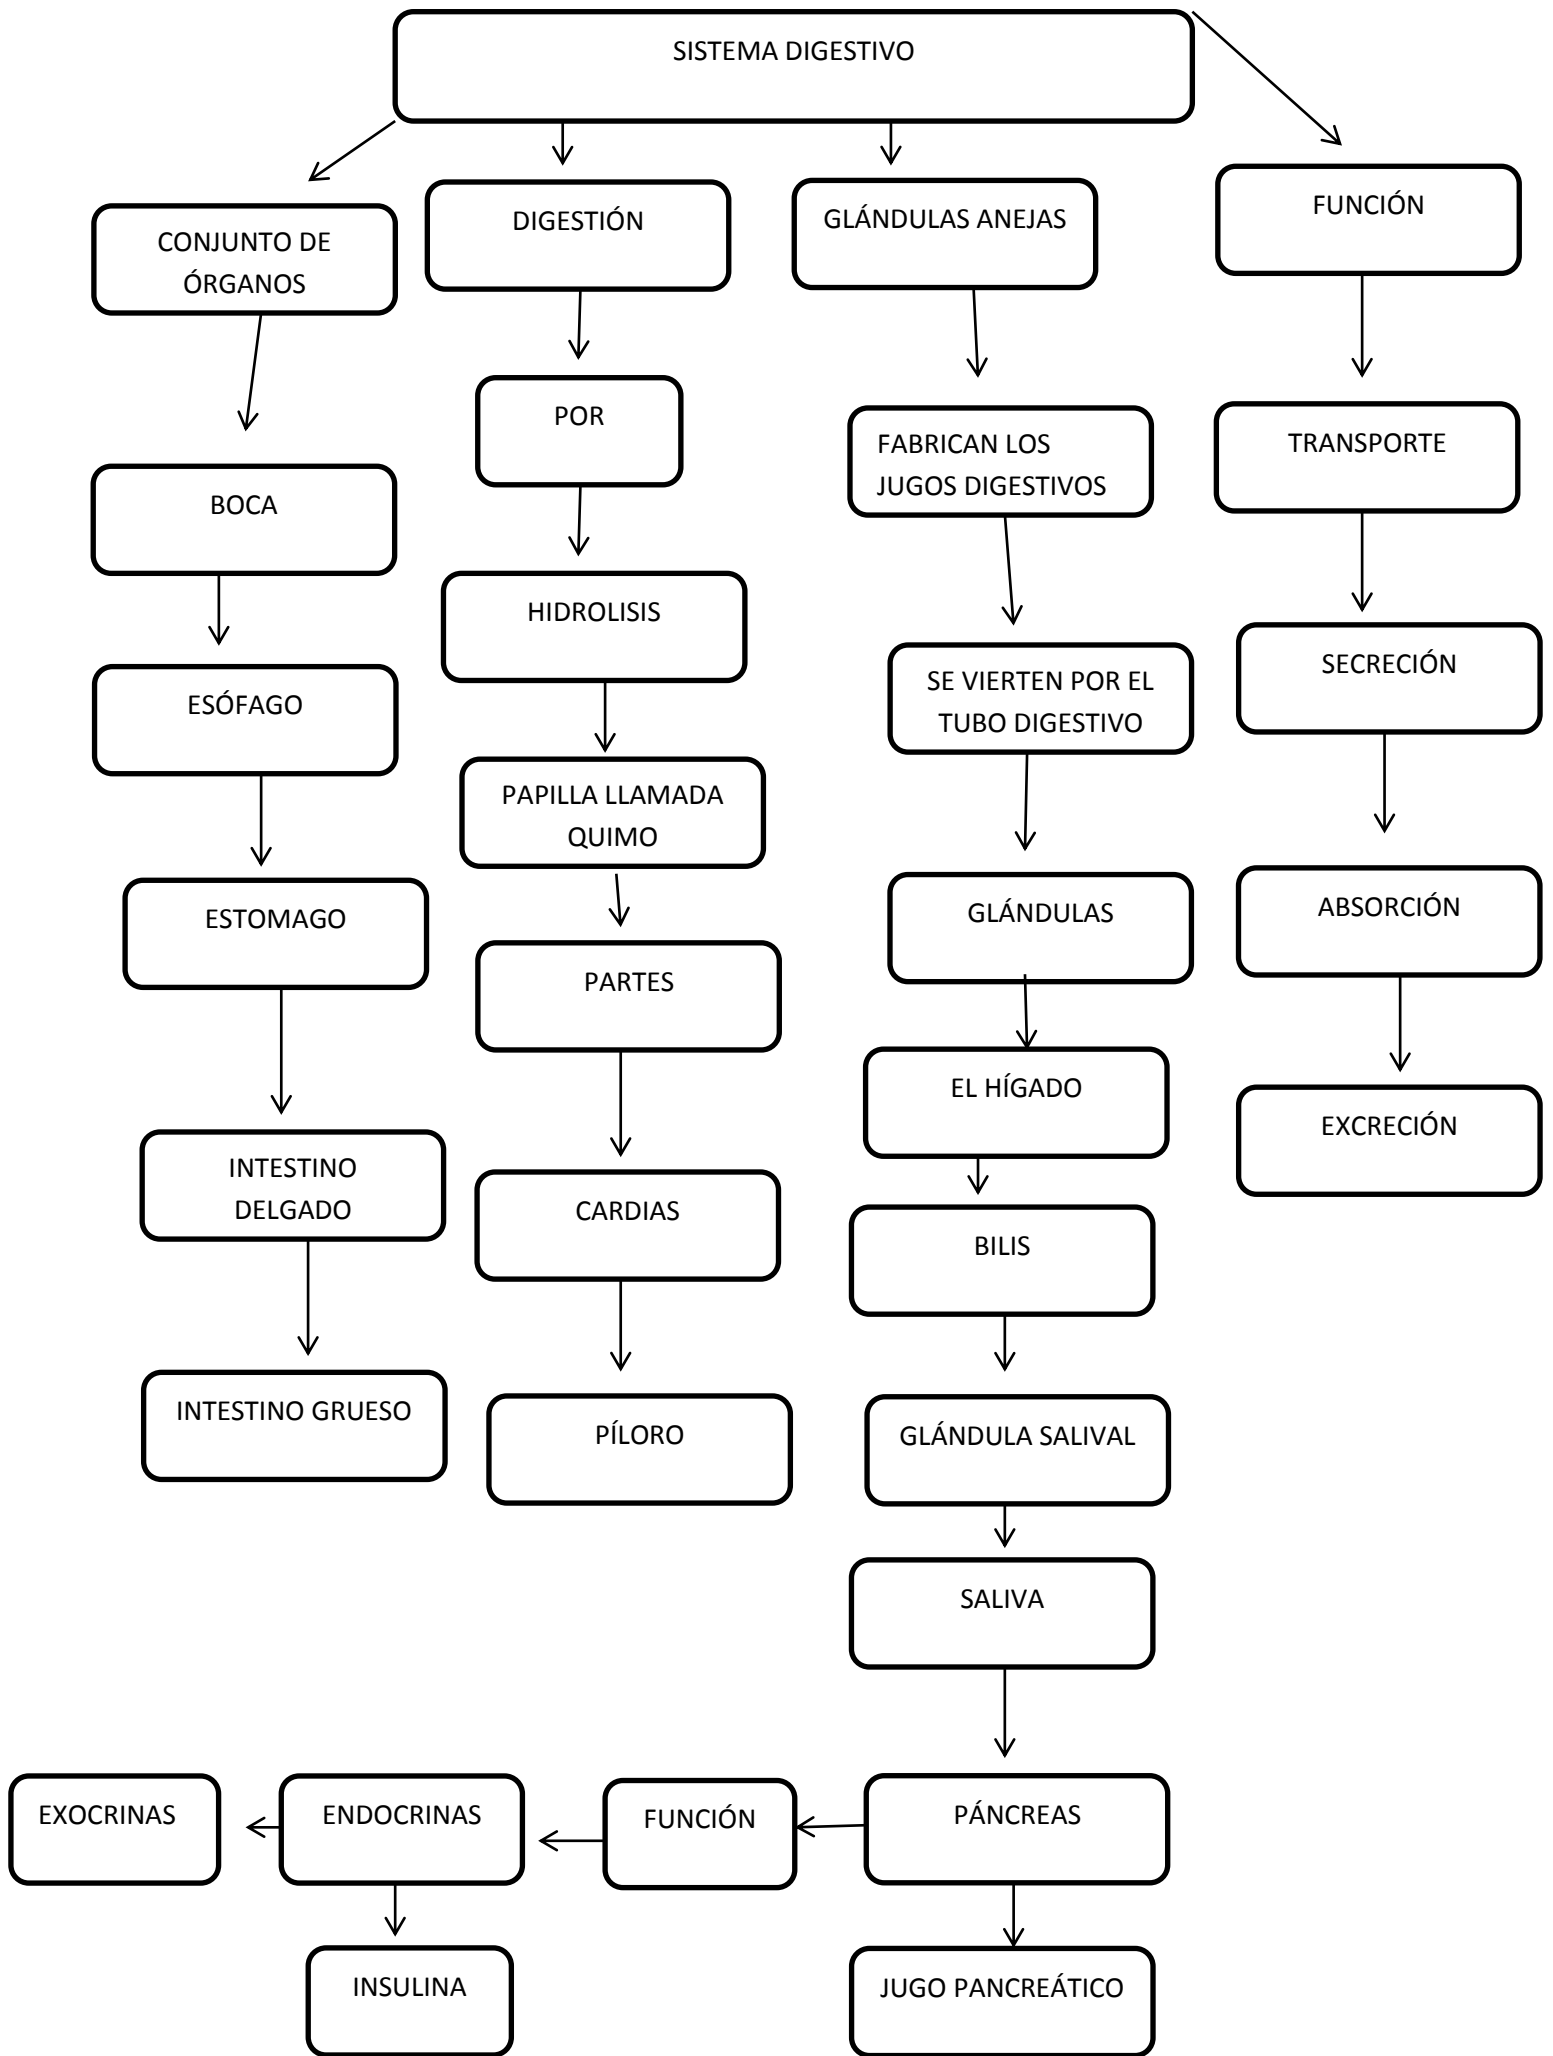 SISTEMA DIGESTIVO
CONJUNTO DE
ÓRGANOS
DIGESTIÓN
GLÁNDULAS ANEJAS
FUNCIÓN
BOCA
ESÓFAGO
ESTOMAGO
INTESTINO
DELGADO
INTESTINO GRUESO
POR
HIDROLISIS
PAPILLA LLAMADA
QUIMO
PARTES
CARDIAS
PÍLORO
FABRICAN LOS
JUGOS DIGESTIVOS
SE VIERTEN POR EL
TUBO DIGESTIVO
GLÁNDULAS
EL HÍGADO
BILIS
GLÁNDULA SALIVAL
SALIVA
PÁNCREAS
FUNCIÓN
ENDOCRINAS
EXOCRINAS
INSULINA
JUGO PANCREÁTICO
TRANSPORTE
SECRECIÓN
ABSORCIÓN
EXCRECIÓN